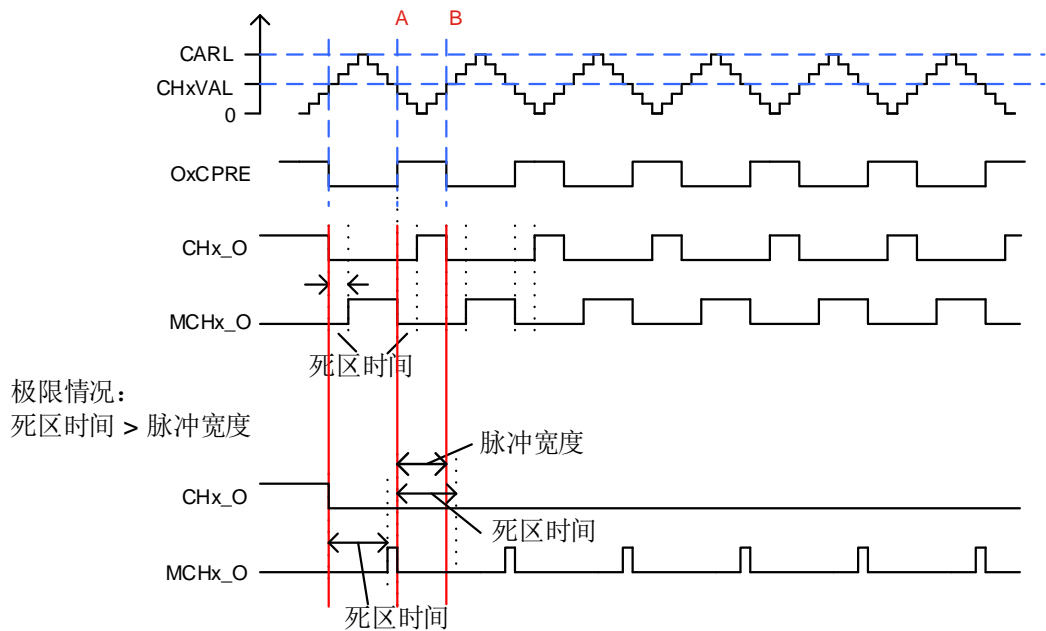 A B
CARL
CHxVAL
0
OxCPRE
CHx_O
MCHx_O
死区时间
极限情况：
死区时间 > 脉冲宽度
脉冲宽度
CHx_O
死区时间
MCHx_O
死区时间